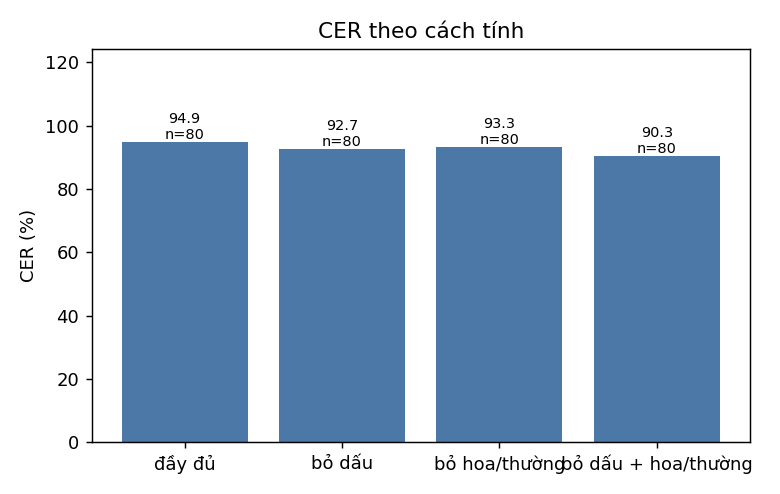 CER theo cách tính
CER (%)
120
100
80
60
40
20
0
94.9
n=80
92.7
n=80
93.3
n=80
90.3
n=80
đầy đủ
bỏ dấu
bỏ hoa/thường
bỏ dấu + hoa/thường